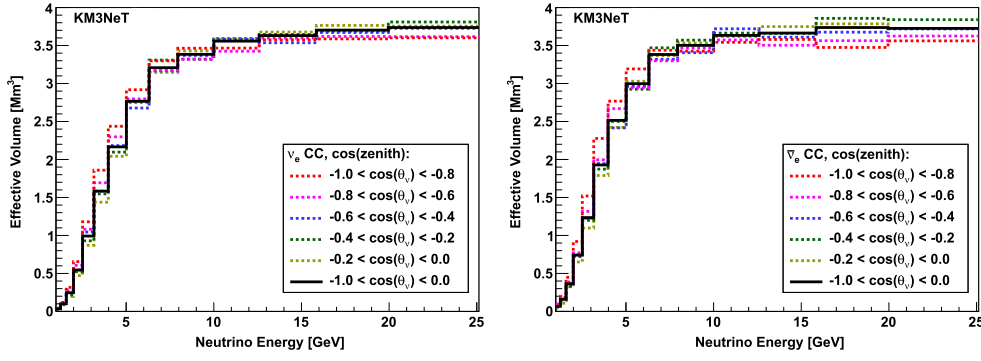 KM3NeT
Effective Volume [Mm³]
4
3.5
3
2.5
2
1.5
1
0.5
0
νe CC, cos(zenith):
-1.0 < cos(θν) < -0.8
-0.8 < cos(θν) < -0.6
-0.6 < cos(θν) < -0.4
-0.4 < cos(θν) < -0.2
-0.2 < cos(θν) < 0.0
-1.0 < cos(θν) < 0.0
5 10 15 20 25
Neutrino Energy [GeV]
KM3NeT
Effective Volume [Mm³]
4
3.5
3
2.5
2
1.5
1
0.5
0
ν̄e CC, cos(zenith):
-1.0 < cos(θν) < -0.8
-0.8 < cos(θν) < -0.6
-0.6 < cos(θν) < -0.4
-0.4 < cos(θν) < -0.2
-0.2 < cos(θν) < 0.0
-1.0 < cos(θν) < 0.0
5 10 15 20 25
Neutrino Energy [GeV]